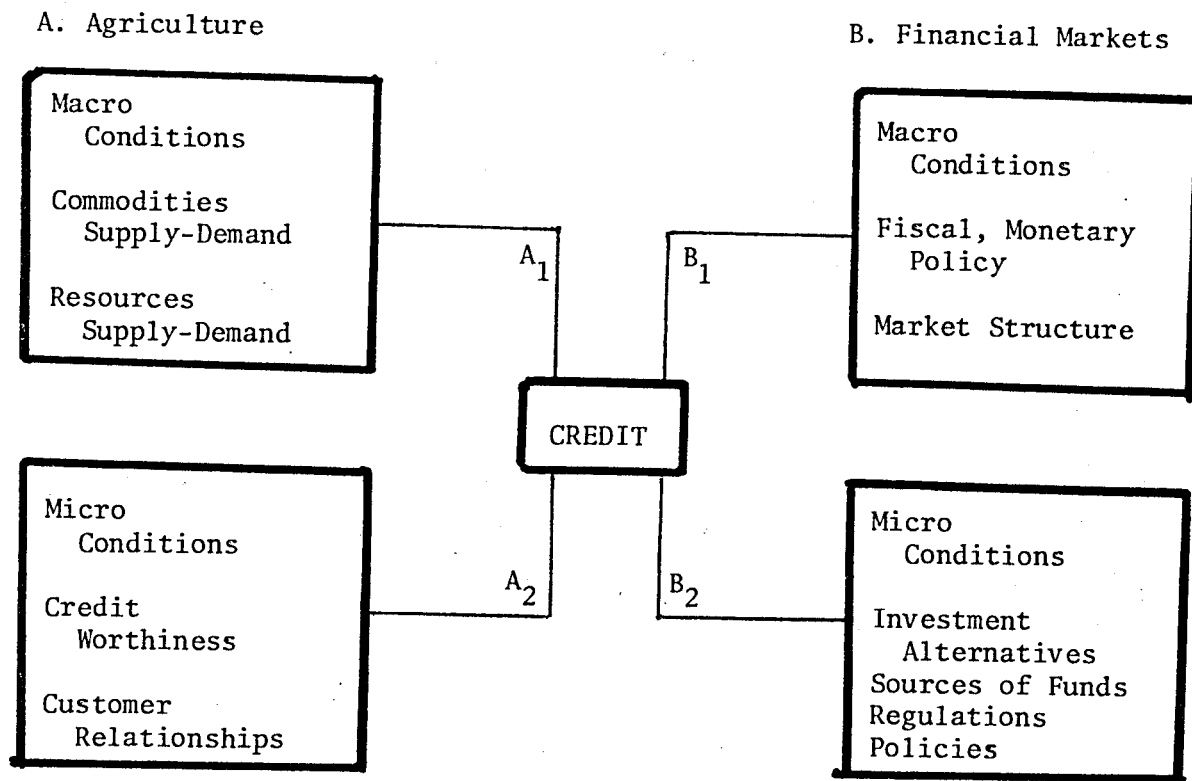 A. Agriculture
Macro
Conditions
Commodities
Supply-Demand
Resources
Supply-Demand
A1
B. Financial Markets
Macro
Conditions
Fiscal, Monetary
Policy
Market Structure
B1
CREDIT
Micro
Conditions
Credit
Worthiness
Customer
Relationships
A2
Micro
Conditions
Investment
Alternatives
Sources of Funds
Regulations
Policies
B2